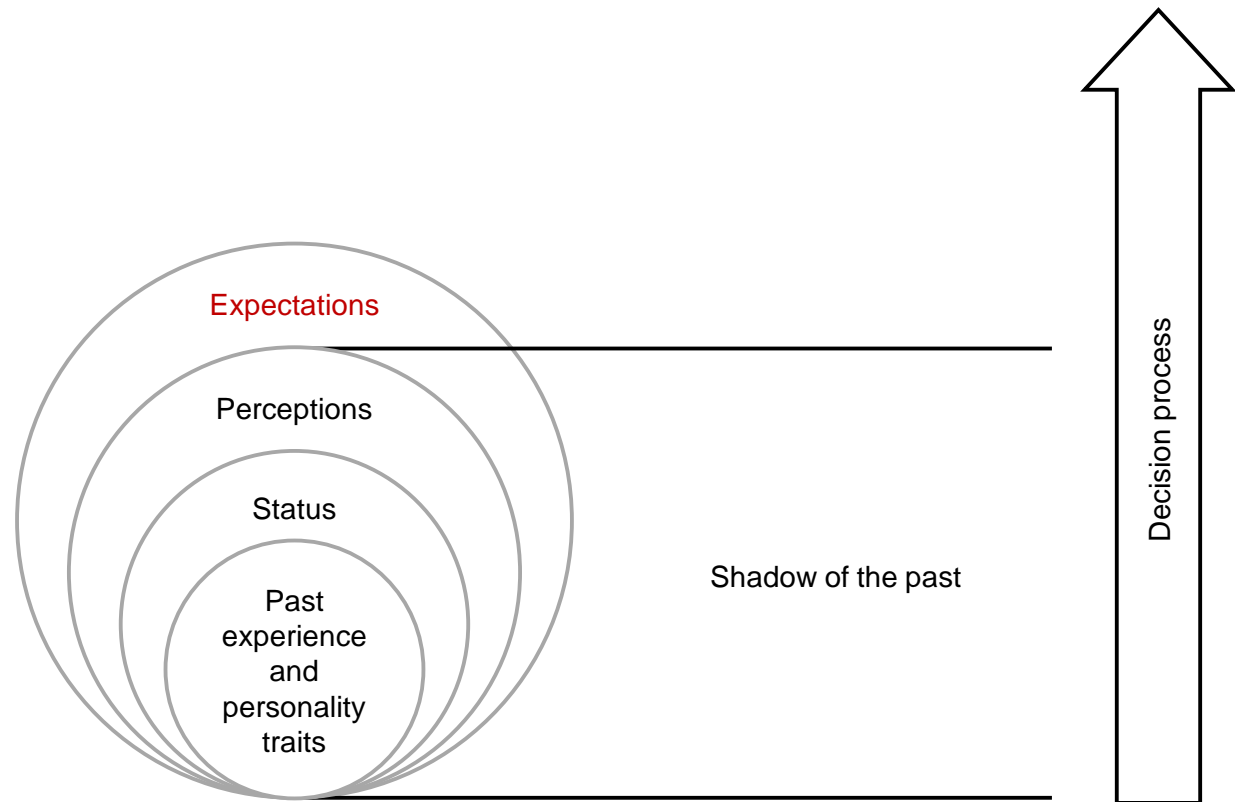 Expectations
Perceptions
Status
Past
experience
and
personality
traits
Shadow of the past
Decision process